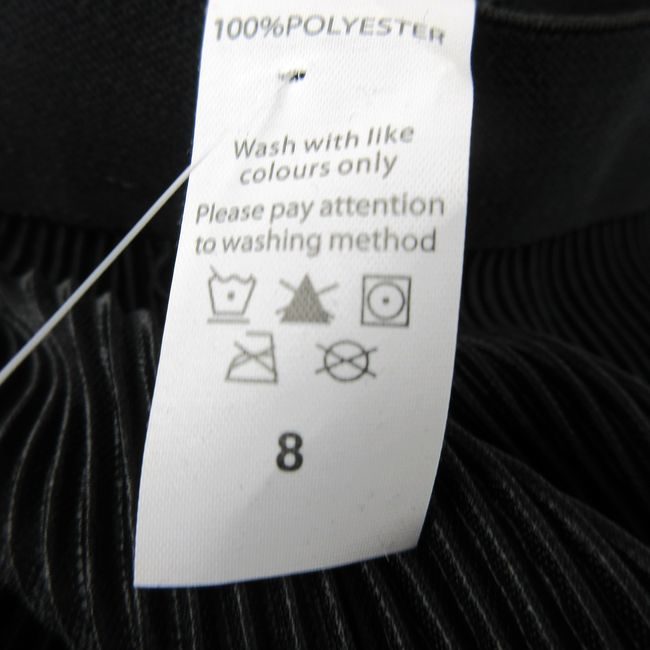 100%POLYESTER
Wash with like
colours only
Please pay attention
to washing method
8